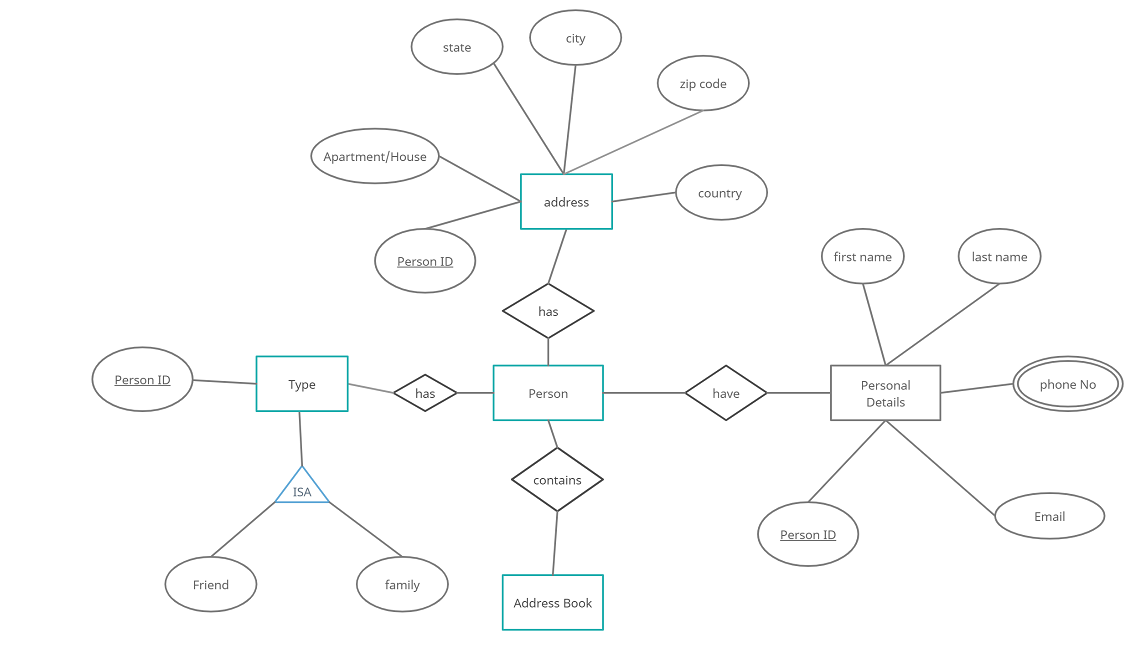 city
state
zip code
Apartment/House
country
address
Person ID
first name
last name
has
Person ID
Type
has
Person
have
Personal
Details
phone No
contains
ISA
Email
Person ID
Friend
family
Address Book